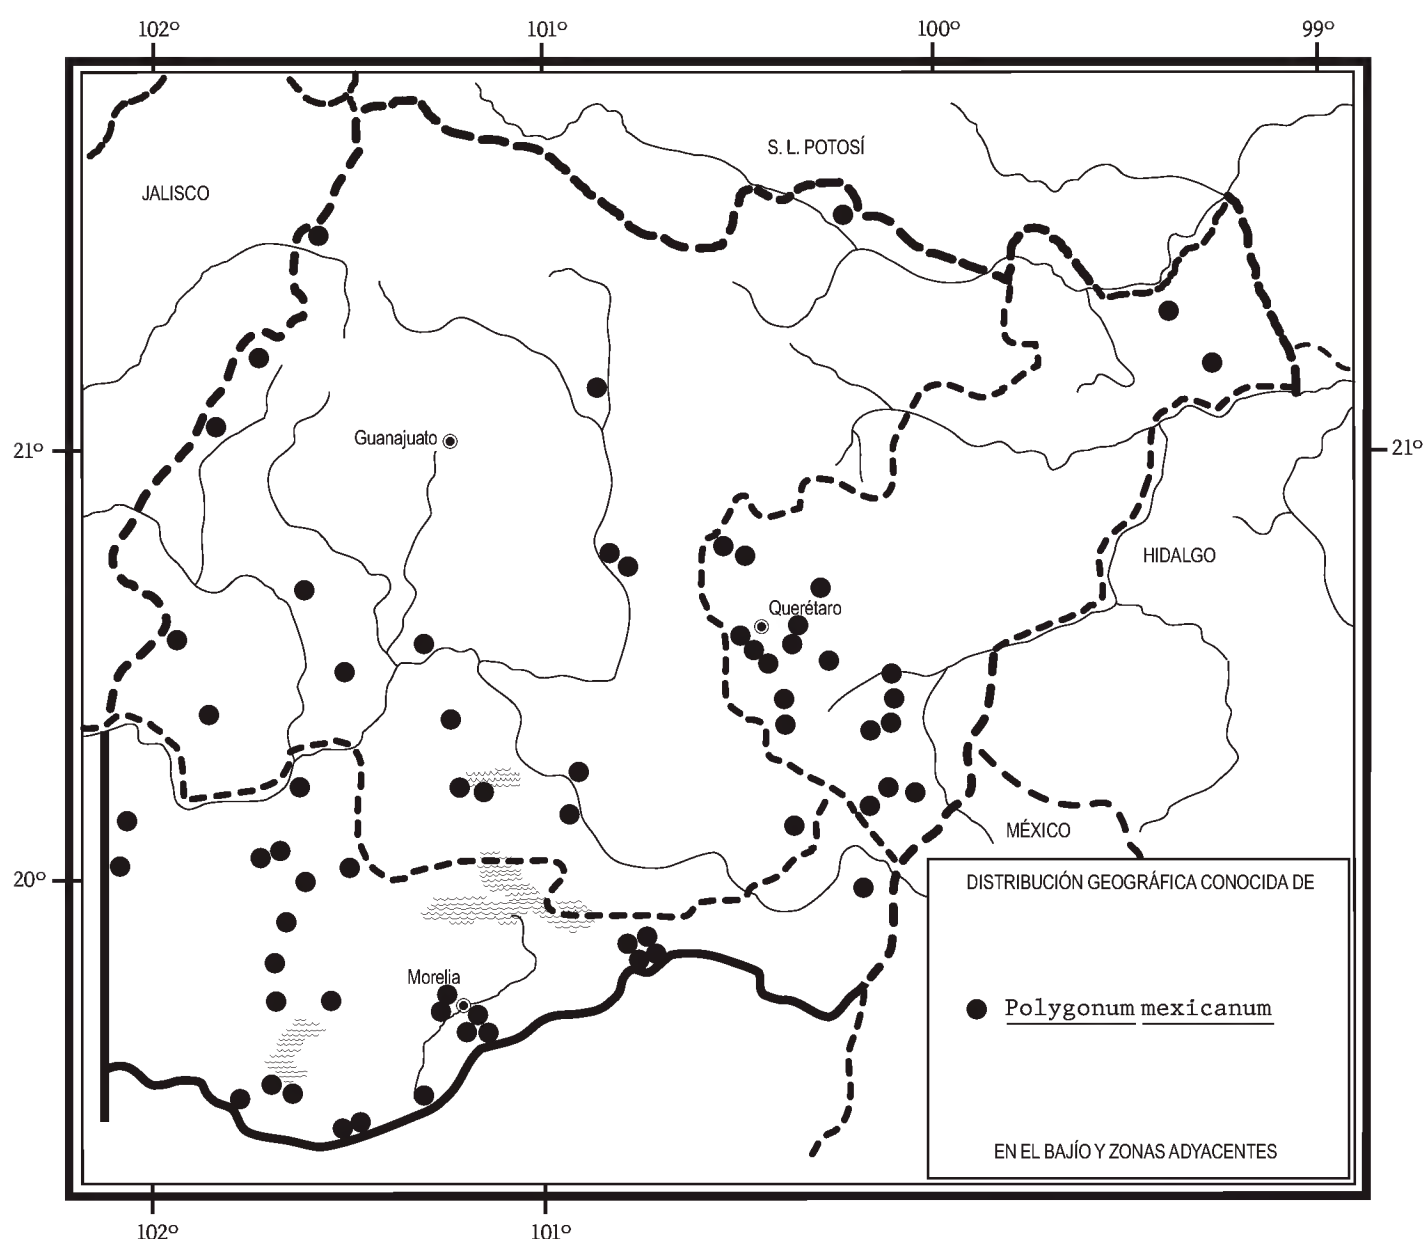 102º 101º 100º 99º
S. L. POTOSÍ
JALISCO
Guanajuato
21º 21º
HIDALGO
Querétaro
MÉXICO
20º
DISTRIBUCIÓN GEOGRÁFICA CONOCIDA DE
Morelia
Polygonum mexicanum
EN EL BAJÍO Y ZONAS ADYACENTES
102º 101º